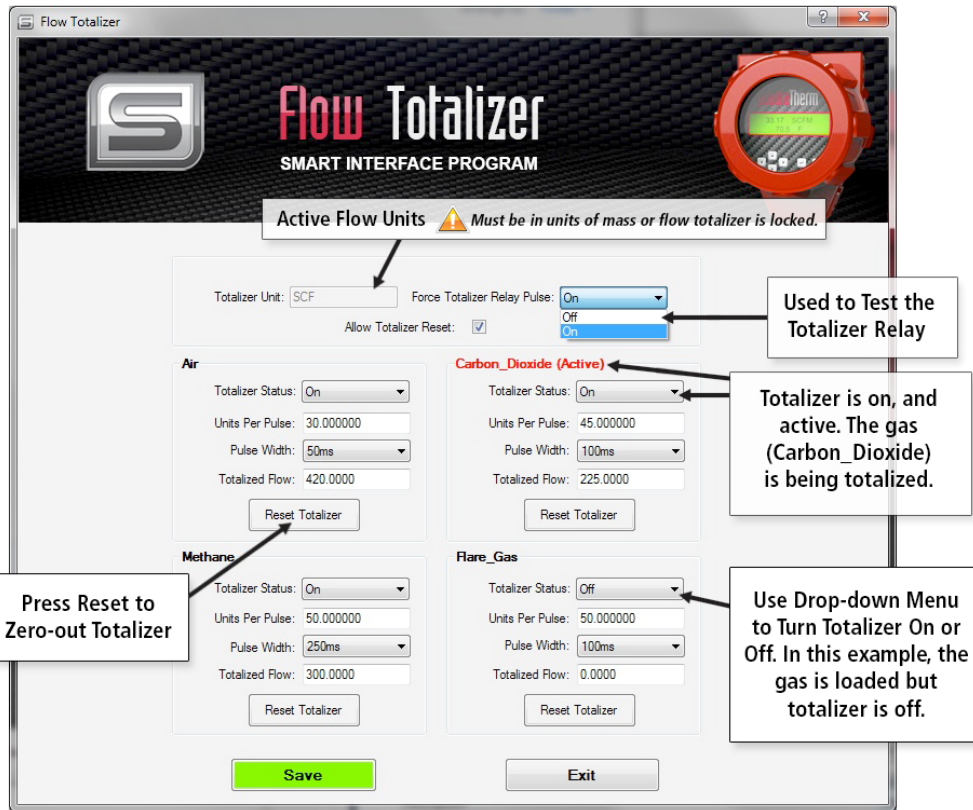 Flow Totalizer
S
Flow Totalizer
SMART INTERFACE PROGRAM
Therm
33.17 SCFM
70.5 F
Active Flow Units Must be in units of mass or flow totalizer is locked.
Totalizer Unit: SCF Force Totalizer Relay Pulse: On
Off
On
Allow Totalizer Reset:
Used to Test the
Totalizer Relay
Air
Totalizer Status: On
Units Per Pulse: 30.000000
Pulse Width: 50ms
Totalized Flow: 420.0000
Reset Totalizer
Carbon_Dioxide (Active)
Totalizer Status: On
Units Per Pulse: 45.000000
Pulse Width: 100ms
Totalized Flow: 225.0000
Reset Totalizer
Totalizer is on, and
active. The gas
(Carbon_Dioxide)
is being totalized.
Press Reset to
Zero-out Totalizer
Methane
Totalizer Status: On
Units Per Pulse: 50.000000
Pulse Width: 250ms
Totalized Flow: 300.0000
Reset Totalizer
Flare_Gas
Totalizer Status: Off
Units Per Pulse: 50.000000
Pulse Width: 100ms
Totalized Flow: 0.0000
Reset Totalizer
Use Drop-down Menu
to Turn Totalizer On or
Off. In this example, the
gas is loaded but
totalizer is off.
Save
Exit